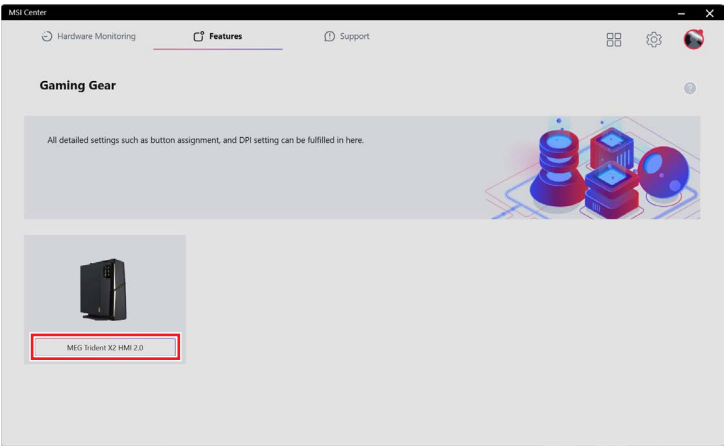 MSI Center
Hardware Monitoring
Features
Support
Gaming Gear
All detailed settings such as button assignment, and DPI setting can be fulfilled in here.
MEG Trident X2 HMI 2.0